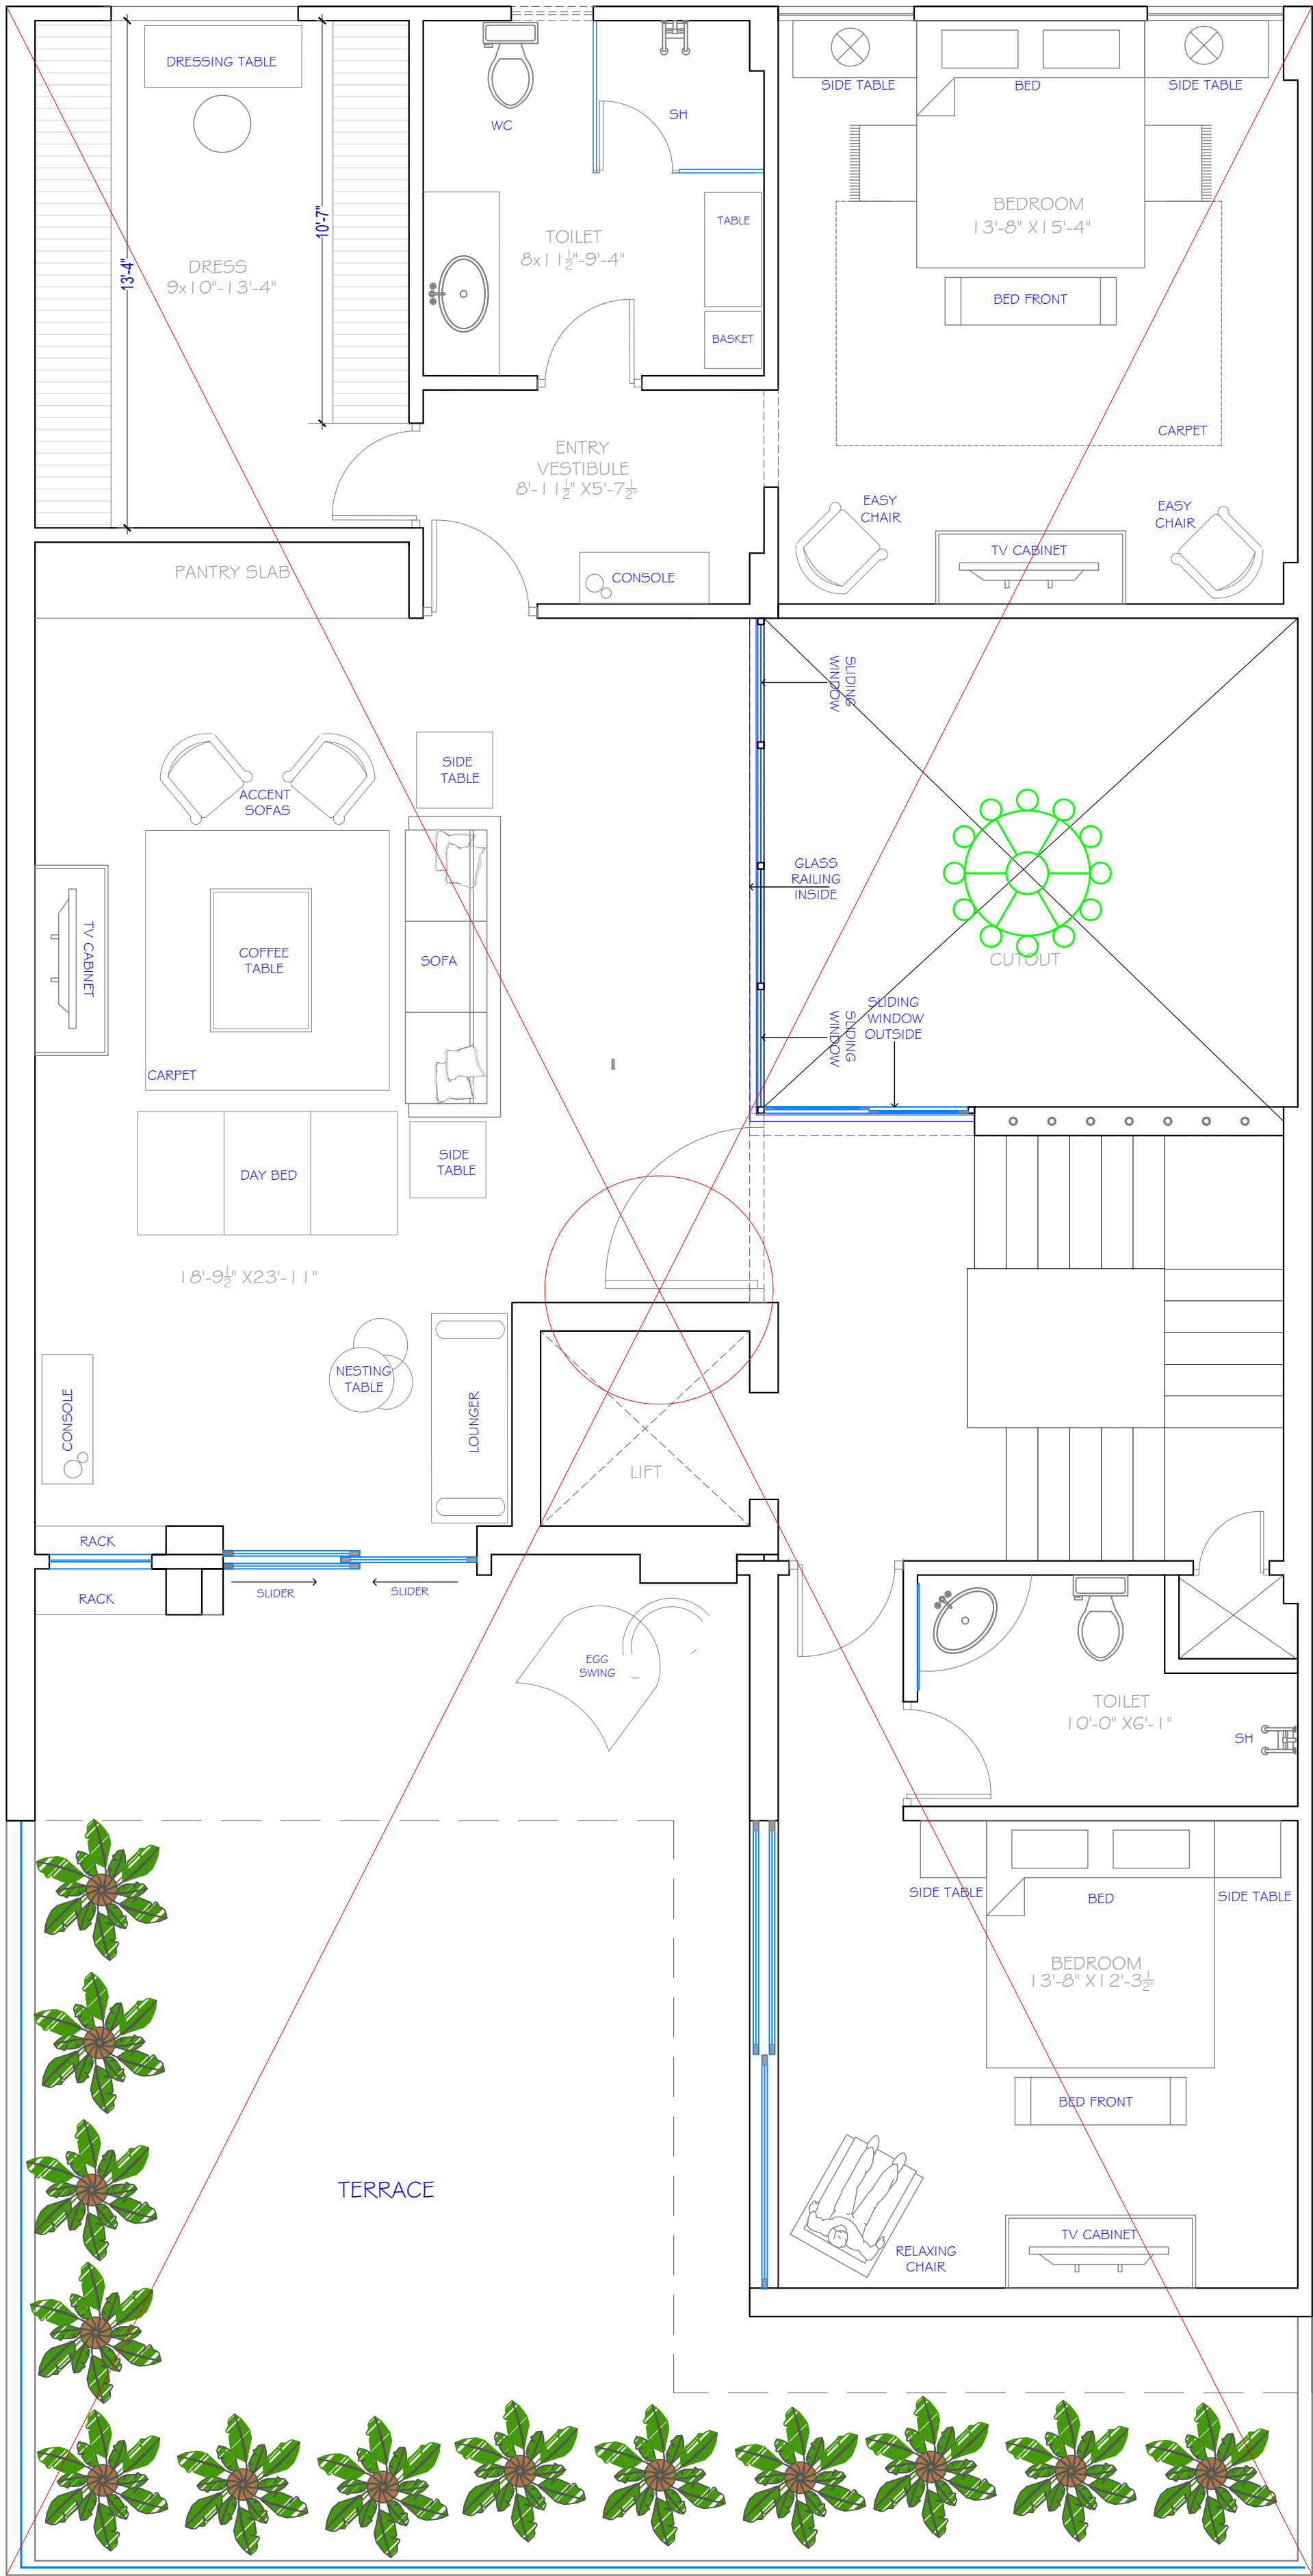 DRESSING TABLE
SIDE TABLE
BED
SIDE TABLE
WC
SH
TABLE
BEDROOM
13'-8" X15'-4"
10'-7"
TOILET
8x11½"-9'-4"
13'-4"
DRESS
9x10"-13'-4"
BED FRONT
BASKET
CARPET
ENTRY
VESTIBULE
8'-11½" X5'-7½"
EASY
CHAIR
EASY
CHAIR
TV CABINET
PANTRY SLAB
CONSOLE
SLIDING
WINDOW
SIDE
TABLE
ACCENT
SOFAS
GLASS
RAILING
INSIDE
TV CABINET
COFFEE
TABLE
SOFA
CUTOUT
SLIDING
WINDOW
OUTSIDE
SLIDING
WINDOW
CARPET
SIDE
TABLE
DAY BED
18'-9½" X23'-11"
NESTING
TABLE
CONSOLE
LOUNGER
LIFT
RACK
RACK
SLIDER
SLIDER
EGG
SWING
TOILET
10'-0" X6'-1"
SH
SIDE TABLE
BED
SIDE TABLE
BEDROOM
13'-8" X12'-3½"
BED FRONT
TERRACE
RELAXING
CHAIR
TV CABINET